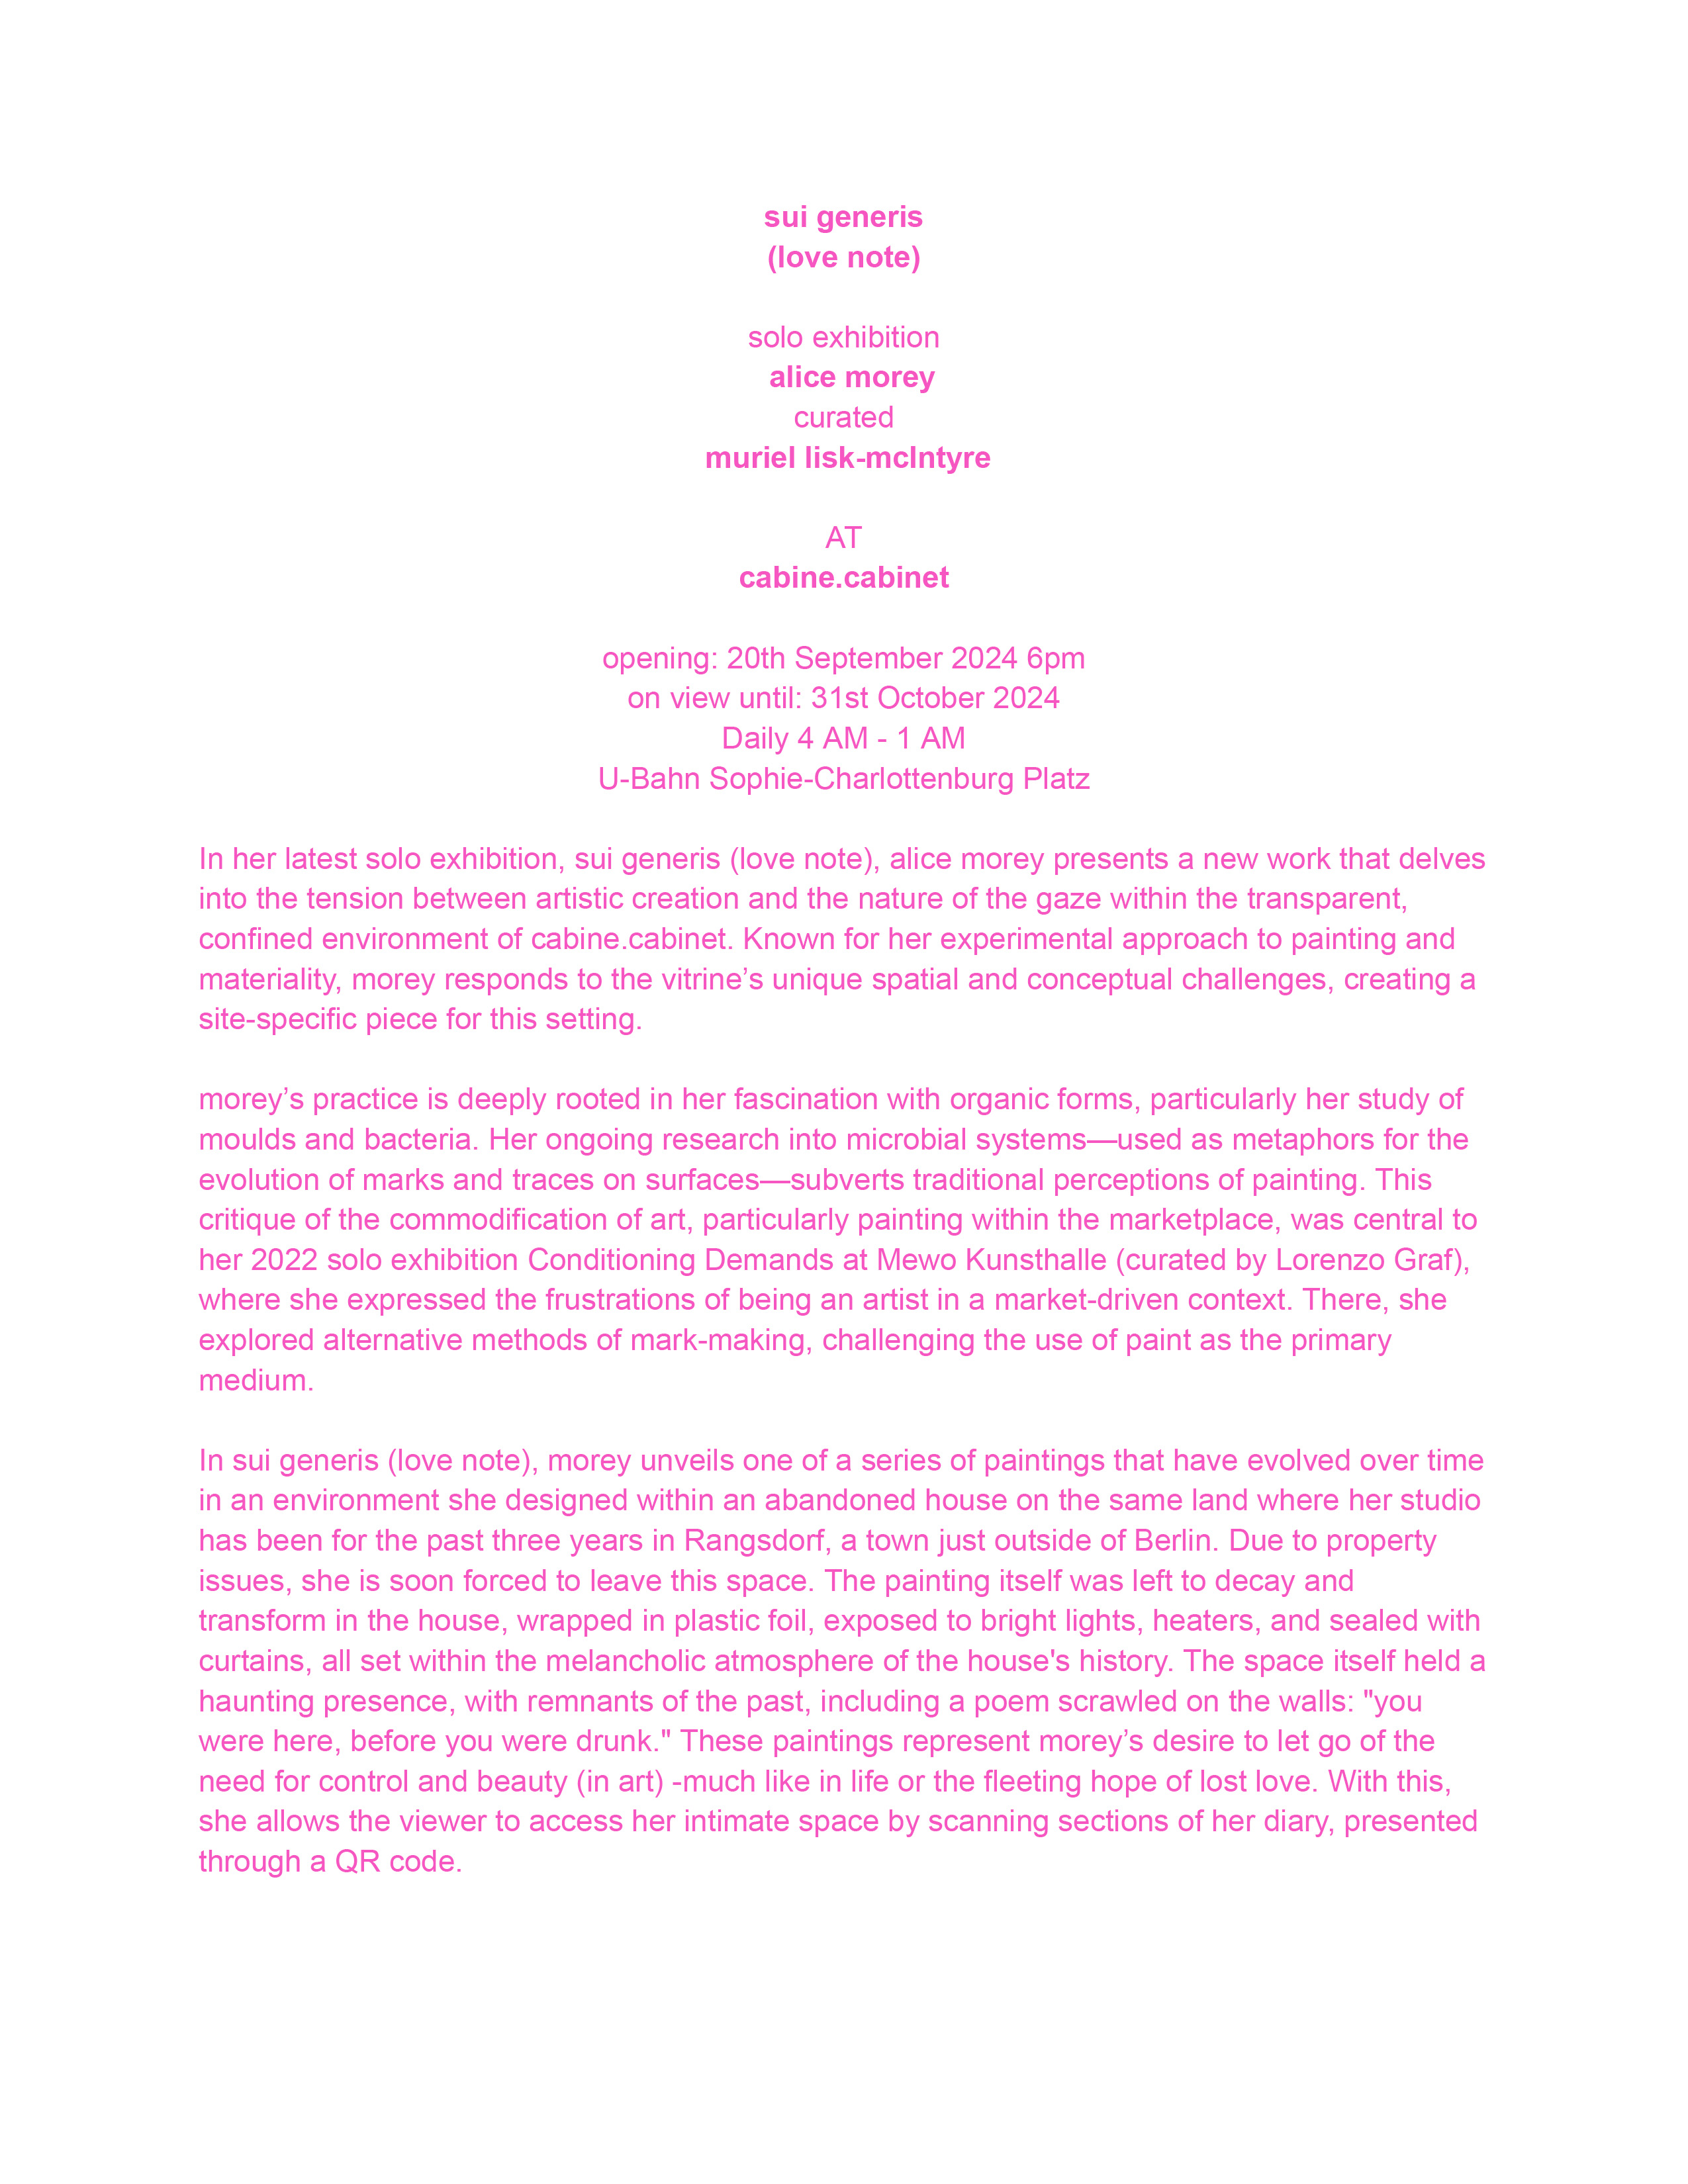 sui generis
(love note)
solo exhibition
alice morey
curated
muriel lisk-mcIntyre
AT
cabine.cabinet
opening: 20th September 2024 6pm
on view until: 31st October 2024
Daily 4 AM - 1 AM
U-Bahn Sophie-Charlottenburg Platz
In her latest solo exhibition, sui generis (love note), alice morey presents a new work that delves
into the tension between artistic creation and the nature of the gaze within the transparent,
confined environment of cabine.cabinet. Known for her experimental approach to painting and
materiality, morey responds to the vitrine’s unique spatial and conceptual challenges, creating a
site-specific piece for this setting.
morey’s practice is deeply rooted in her fascination with organic forms, particularly her study of
moulds and bacteria. Her ongoing research into microbial systems—used as metaphors for the
evolution of marks and traces on surfaces—subverts traditional perceptions of painting. This
critique of the commodification of art, particularly painting within the marketplace, was central to
her 2022 solo exhibition Conditioning Demands at Mewo Kunsthalle (curated by Lorenzo Graf),
where she expressed the frustrations of being an artist in a market-driven context. There, she
explored alternative methods of mark-making, challenging the use of paint as the primary
medium.
In sui generis (love note), morey unveils one of a series of paintings that have evolved over time
in an environment she designed within an abandoned house on the same land where her studio
has been for the past three years in Rangsdorf, a town just outside of Berlin. Due to property
issues, she is soon forced to leave this space. The painting itself was left to decay and
transform in the house, wrapped in plastic foil, exposed to bright lights, heaters, and sealed with
curtains, all set within the melancholic atmosphere of the house's history. The space itself held a
haunting presence, with remnants of the past, including a poem scrawled on the walls: "you
were here, before you were drunk." These paintings represent morey’s desire to let go of the
need for control and beauty (in art) -much like in life or the fleeting hope of lost love. With this,
she allows the viewer to access her intimate space by scanning sections of her diary, presented
through a QR code.